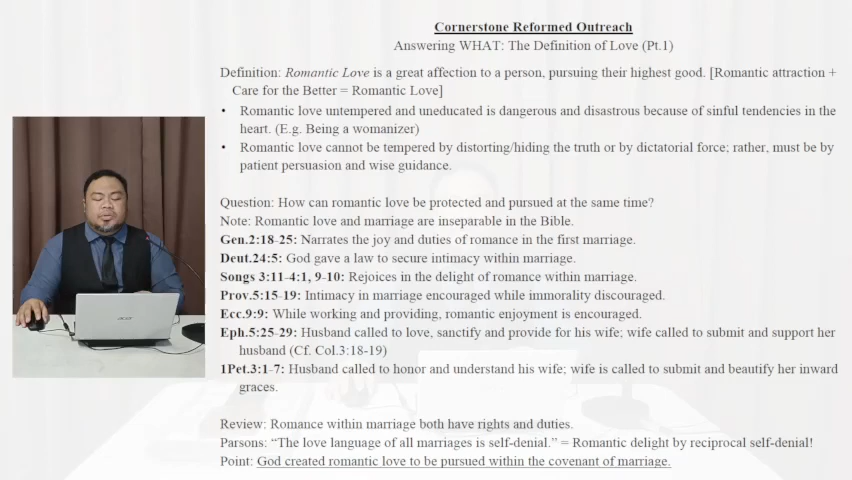 Cornerstone Reformed Outreach
Answering WHAT: The Definition of Love (Pt.1)
Definition: Romantic Love is a great affection to a person, pursuing their highest good. [Romantic attraction +
Care for the Better = Romantic Love]
• Romantic love untempered and uneducated is dangerous and disastrous because of sinful tendencies in the
heart. (E.g. Being a womanizer)
• Romantic love cannot be tempered by distorting/hiding the truth or by dictatorial force; rather, must be by
patient persuasion and wise guidance.
Question: How can romantic love be protected and pursued at the same time?
Note: Romantic love and marriage are inseparable in the Bible.
Gen.2:18-25: Narrates the joy and duties of romance in the first marriage.
Deut.24:5: God gave a law to secure intimacy within marriage.
Songs 3:11-4:1, 9-10: Rejoices in the delight of romance within marriage.
Prov.5:15-19: Intimacy in marriage encouraged while immorality discouraged.
Ecc.9:9: While working and providing, romantic enjoyment is encouraged.
Eph.5:25-29: Husband called to love, sanctify and provide for his wife; wife called to submit and support her
husband (Cf. Col.3:18-19)
1Pet.3:1-7: Husband called to honor and understand his wife; wife is called to submit and beautify her inward
graces.
Review: Romance within marriage both have rights and duties.
Parsons: “The love language of all marriages is self-denial.” = Romantic delight by reciprocal self-denial!
Point: God created romantic love to be pursued within the covenant of marriage.
acer